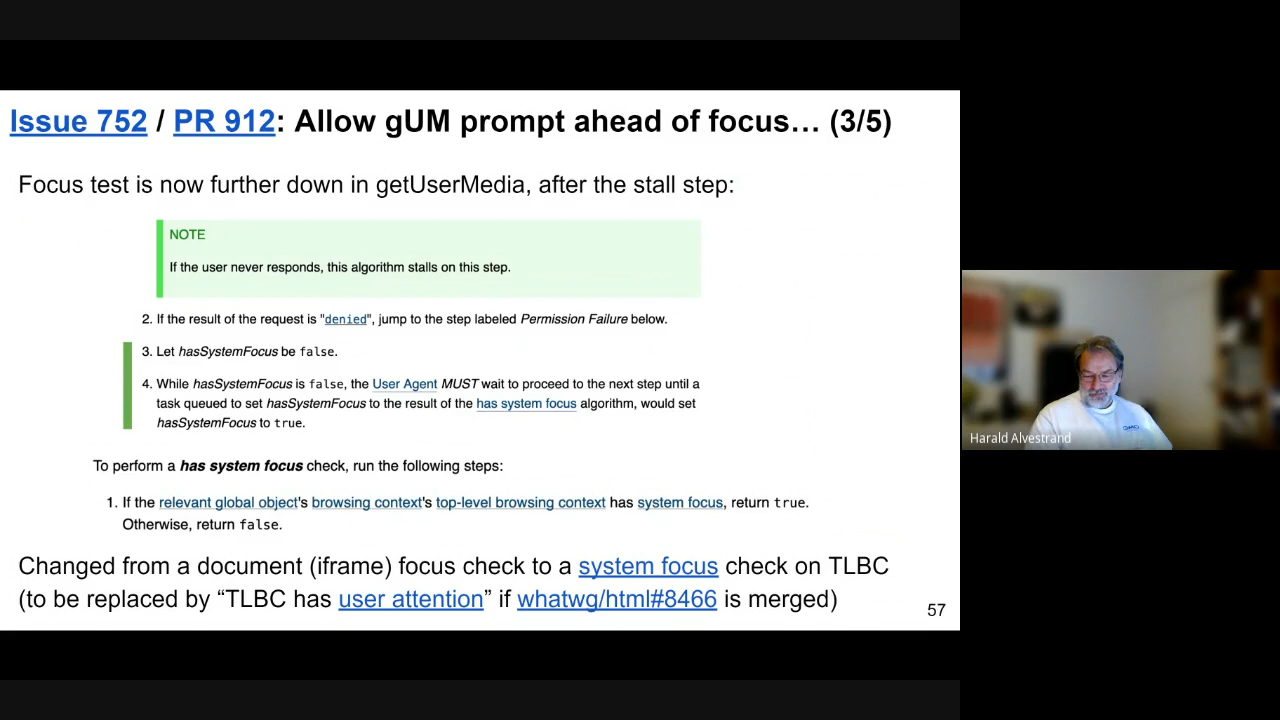 Issue 752 / PR 912: Allow gUM prompt ahead of focus… (3/5)
Focus test is now further down in getUserMedia, after the stall step:
NOTE
If the user never responds, this algorithm stalls on this step.
2. If the result of the request is "denied", jump to the step labeled Permission Failure below.
3. Let hasSystemFocus be false.
4. While hasSystemFocus is false, the User Agent MUST wait to proceed to the next step until a
task queued to set hasSystemFocus to the result of the has system focus algorithm, would set
hasSystemFocus to true.
To perform a has system focus check, run the following steps:
1. If the relevant global object's browsing context's top-level browsing context has system focus, return true.
Otherwise, return false.
Changed from a document (iframe) focus check to a system focus check on TLBC
(to be replaced by “TLBC has user attention” if whatwg/html#8466 is merged)
57
Harald Alvestrand